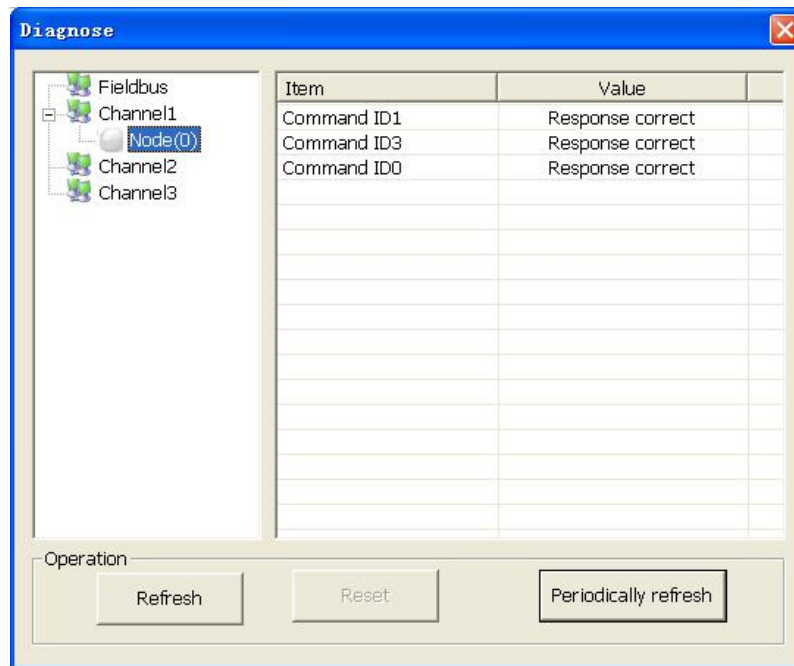 Diagnose
Fieldbus
Channel1
Node(0)
Channel2
Channel3
Item Value
Command ID1 Response correct
Command ID3 Response correct
Command ID0 Response correct
Operation
Refresh Reset Periodically refresh